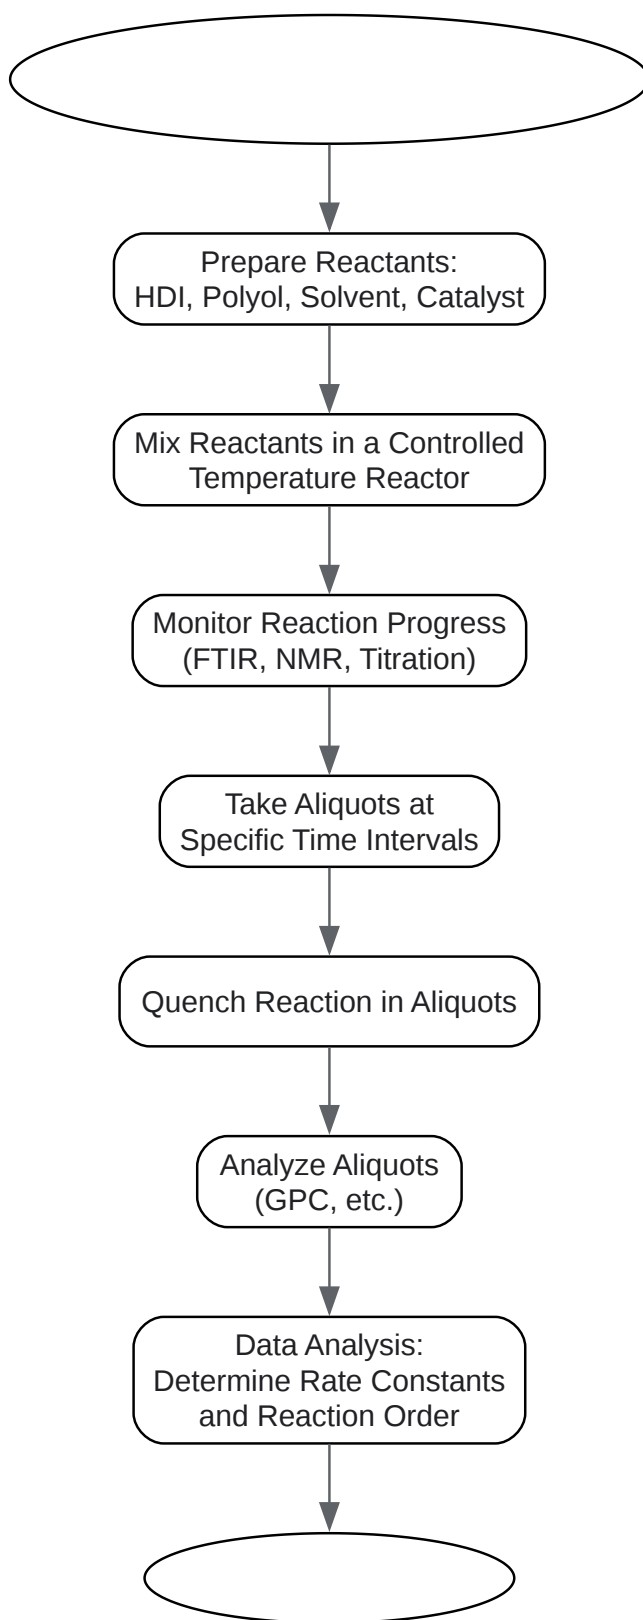 Prepare Reactants:
HDI, Polyol, Solvent, Catalyst
Mix Reactants in a Controlled
Temperature Reactor
Monitor Reaction Progress
(FTIR, NMR, Titration)
Take Aliquots at
Specific Time Intervals
Quench Reaction in Aliquots
Analyze Aliquots
(GPC, etc.)
Data Analysis:
Determine Rate Constants
and Reaction Order